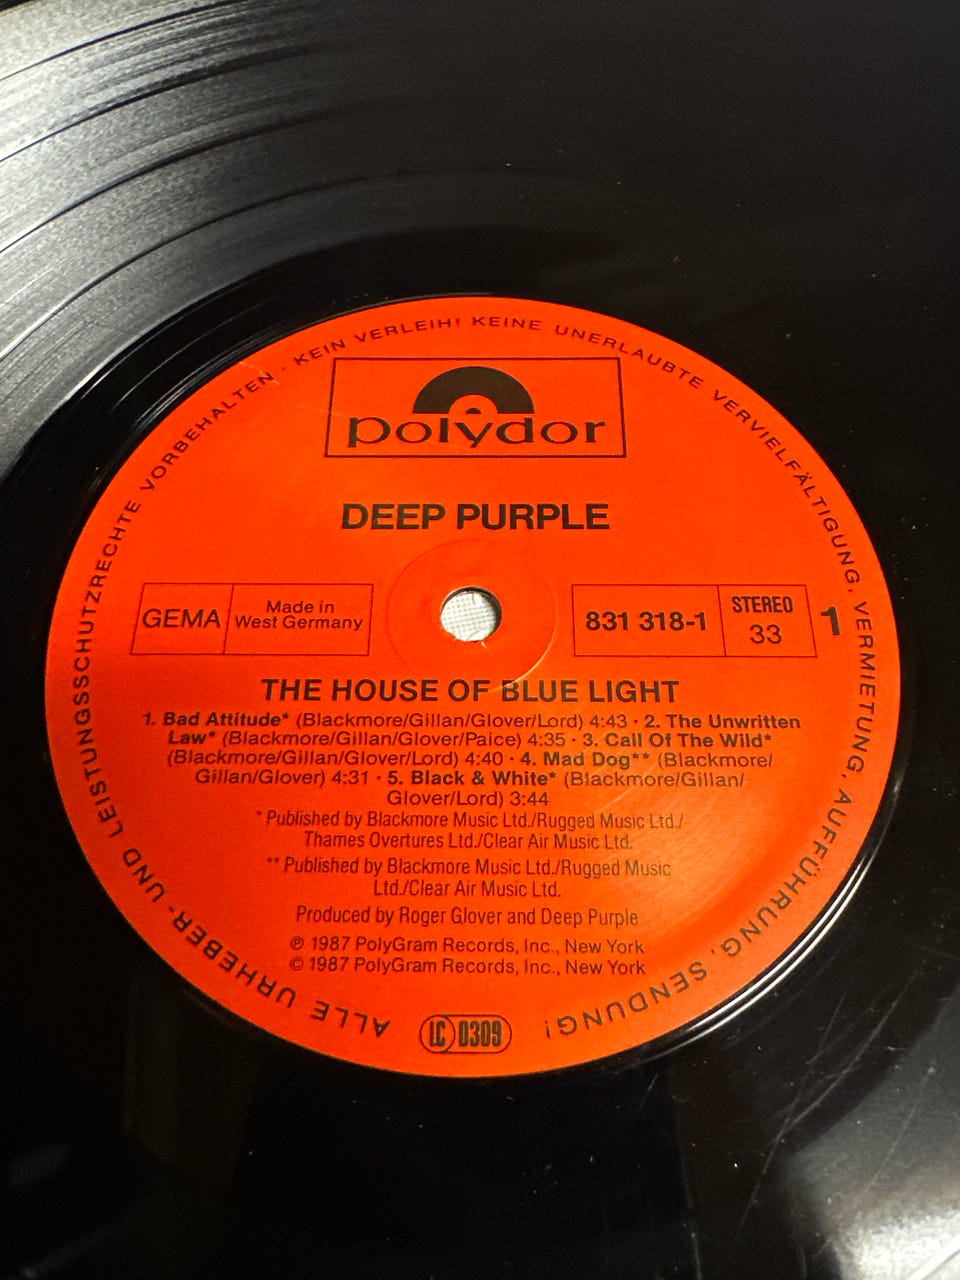 ALLE URHEBER- UND LEISTUNGSSCHUTZRECHTE VORBEHALTEN · KEIN VERLEIH! KEINE UNERLAUBTE VERVIELFÄLTIGUNG, VERMIETUNG, AUFFÜHRUNG, SENDUNG!
polydor
DEEP PURPLE
GEMA
Made in
West Germany
831 318-1
STEREO
33
1
THE HOUSE OF BLUE LIGHT
1. Bad Attitude* (Blackmore/Gillan/Glover/Lord) 4:43 · 2. The Unwritten
Law* (Blackmore/Gillan/Glover/Paice) 4:35 · 3. Call Of The Wild*
(Blackmore/Gillan/Glover/Lord) 4:40 · 4. Mad Dog** (Blackmore/
Gillan/Glover) 4:31 · 5. Black & White* (Blackmore/Gillan/
Glover/Lord) 3:44
* Published by Blackmore Music Ltd./Rugged Music Ltd./
Thames Overtures Ltd./Clear Air Music Ltd.
** Published by Blackmore Music Ltd./Rugged Music
Ltd./Clear Air Music Ltd.
Produced by Roger Glover and Deep Purple
℗ 1987 PolyGram Records, Inc., New York
© 1987 PolyGram Records, Inc., New York
LC 0309